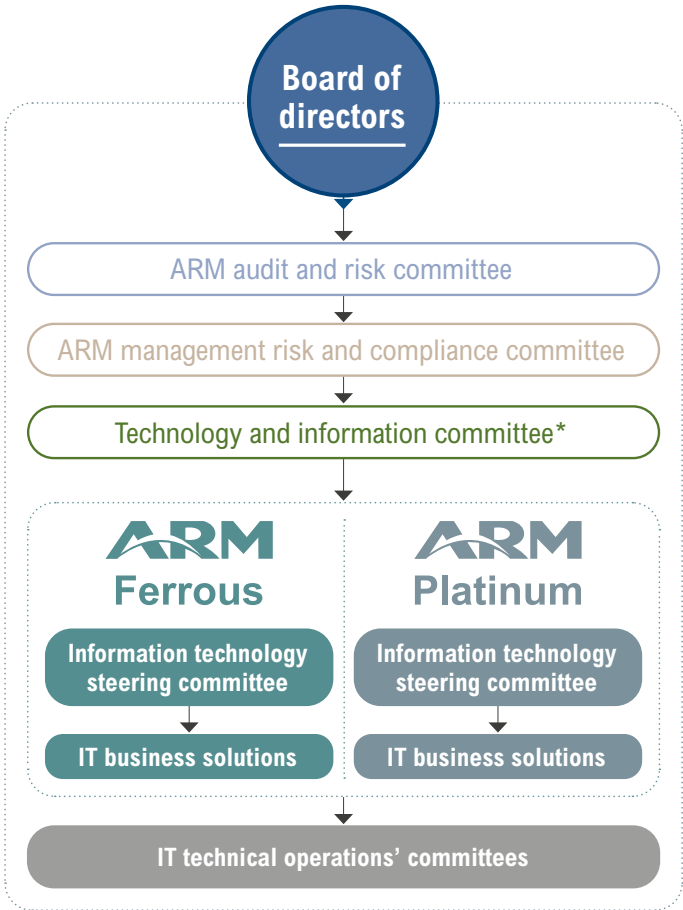 Board of
directors
ARM audit and risk committee
ARM management risk and compliance committee
Technology and information committee*
ARM
Ferrous
Information technology
steering committee
IT business solutions
ARM
Platinum
Information technology
steering committee
IT business solutions
IT technical operations’ committees